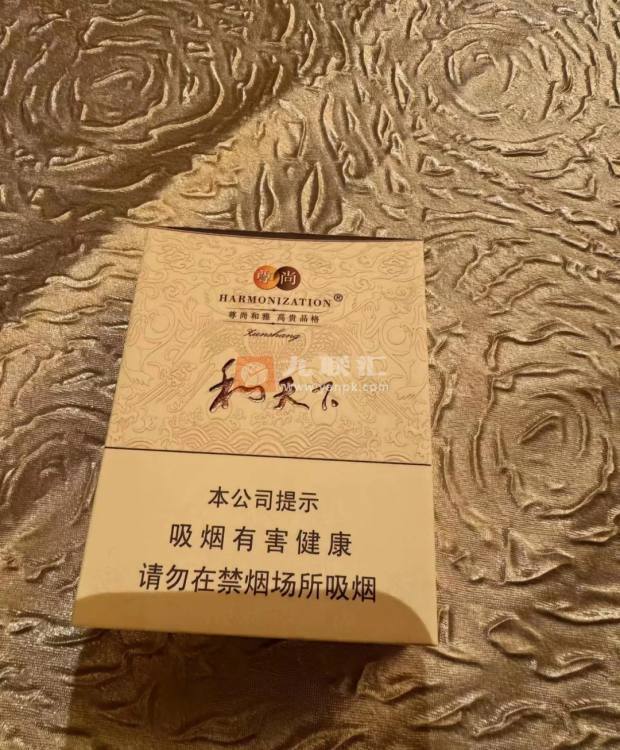 尊尚
HARMONIZATION®
尊尚和雅 高贵品格
Xunshang
和天下
九联汇
www.yanpk.com
本公司提示
吸烟有害健康
请勿在禁烟场所吸烟